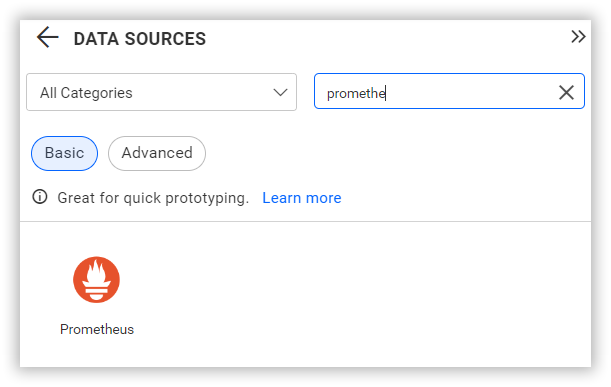 DATA SOURCES
All Categories
promethe
Basic
Advanced
Great for quick prototyping. Learn more
Prometheus